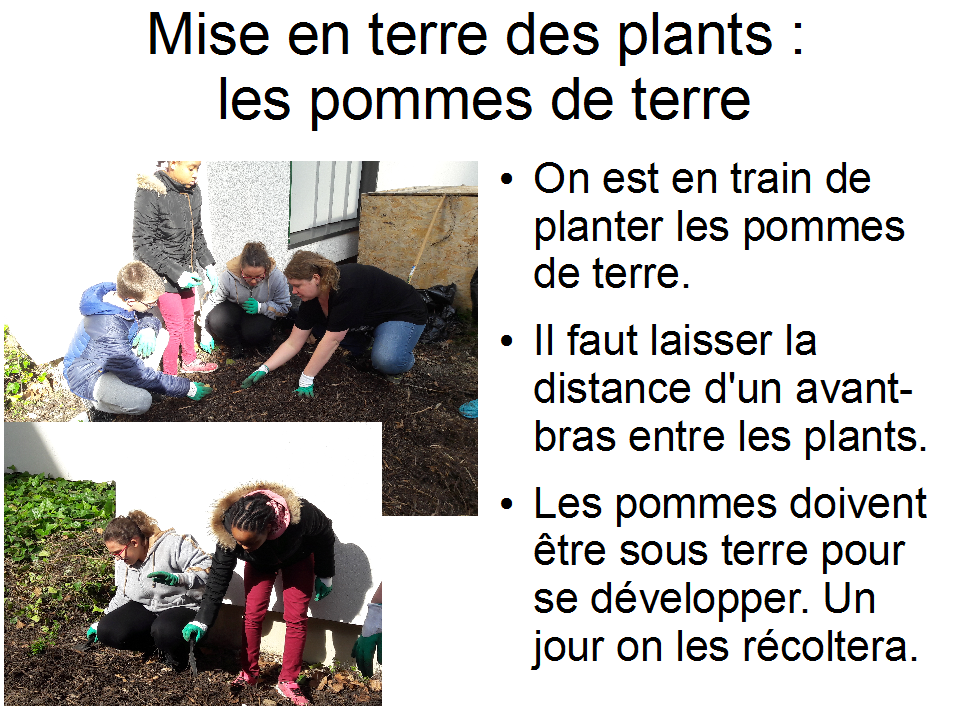 Mise en terre des plants :
les pommes de terre
• On est en train de
planter les pommes
de terre.
• Il faut laisser la
distance d'un avant-
bras entre les plants.
• Les pommes doivent
être sous terre pour
se développer. Un
jour on les récoltera.